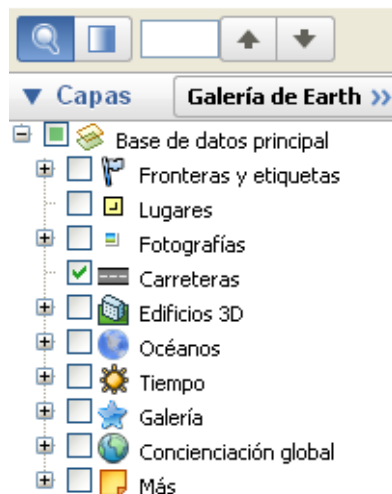 Capas
Galería de Earth >>
Base de datos principal
Fronteras y etiquetas
Lugares
Fotografías
Carreteras
Edificios 3D
Océanos
Tiempo
Galería
Concienciación global
Más